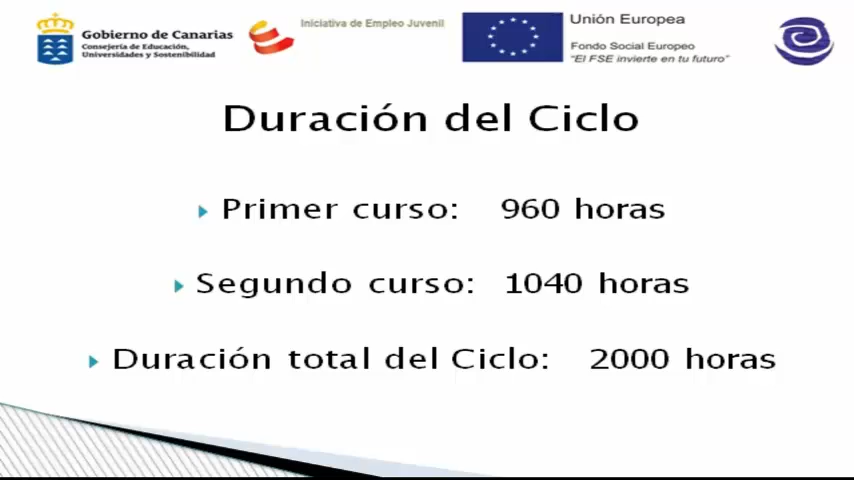 Gobierno de Canarias
Consejería de Educación,
Universidades y Sostenibilidad
Iniciativa de Empleo Juvenil
Unión Europea
Fondo Social Europeo
“El FSE invierte en tu futuro”
Duración del Ciclo
Primer curso: 960 horas
Segundo curso: 1040 horas
Duración total del Ciclo: 2000 horas